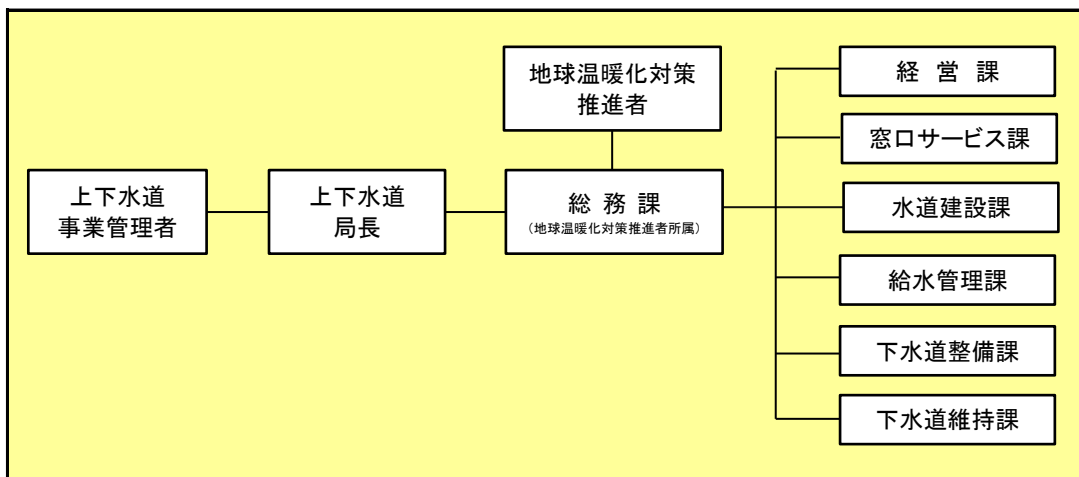 地球温暖化対策
推進者
上下水道
事業管理者
上下水道
局長
総 務 課
（地球温暖化対策推進者所属）
経 営 課
窓口サービス課
水道建設課
給水管理課
下水道整備課
下水道維持課